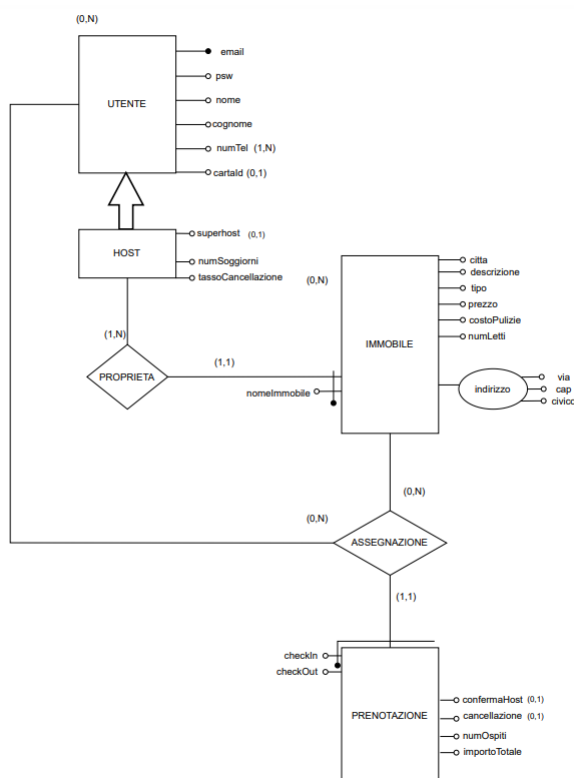 (0,N)
UTENTE
email
psw
nome
cognome
numTel (1,N)
cartaId (0,1)
HOST
superhost (0,1)
numSoggiorni
tassoCancellazione
(1,N)
PROPRIETA
(1,1)
(0,N)
IMMOBILE
citta
descrizione
tipo
prezzo
costoPulizie
numLetti
nomeImmobile
indirizzo
via
cap
civico
(0,N)
(0,N)
ASSEGNAZIONE
(1,1)
checkIn
checkOut
PRENOTAZIONE
confermaHost (0,1)
cancellazione (0,1)
numOspiti
importoTotale